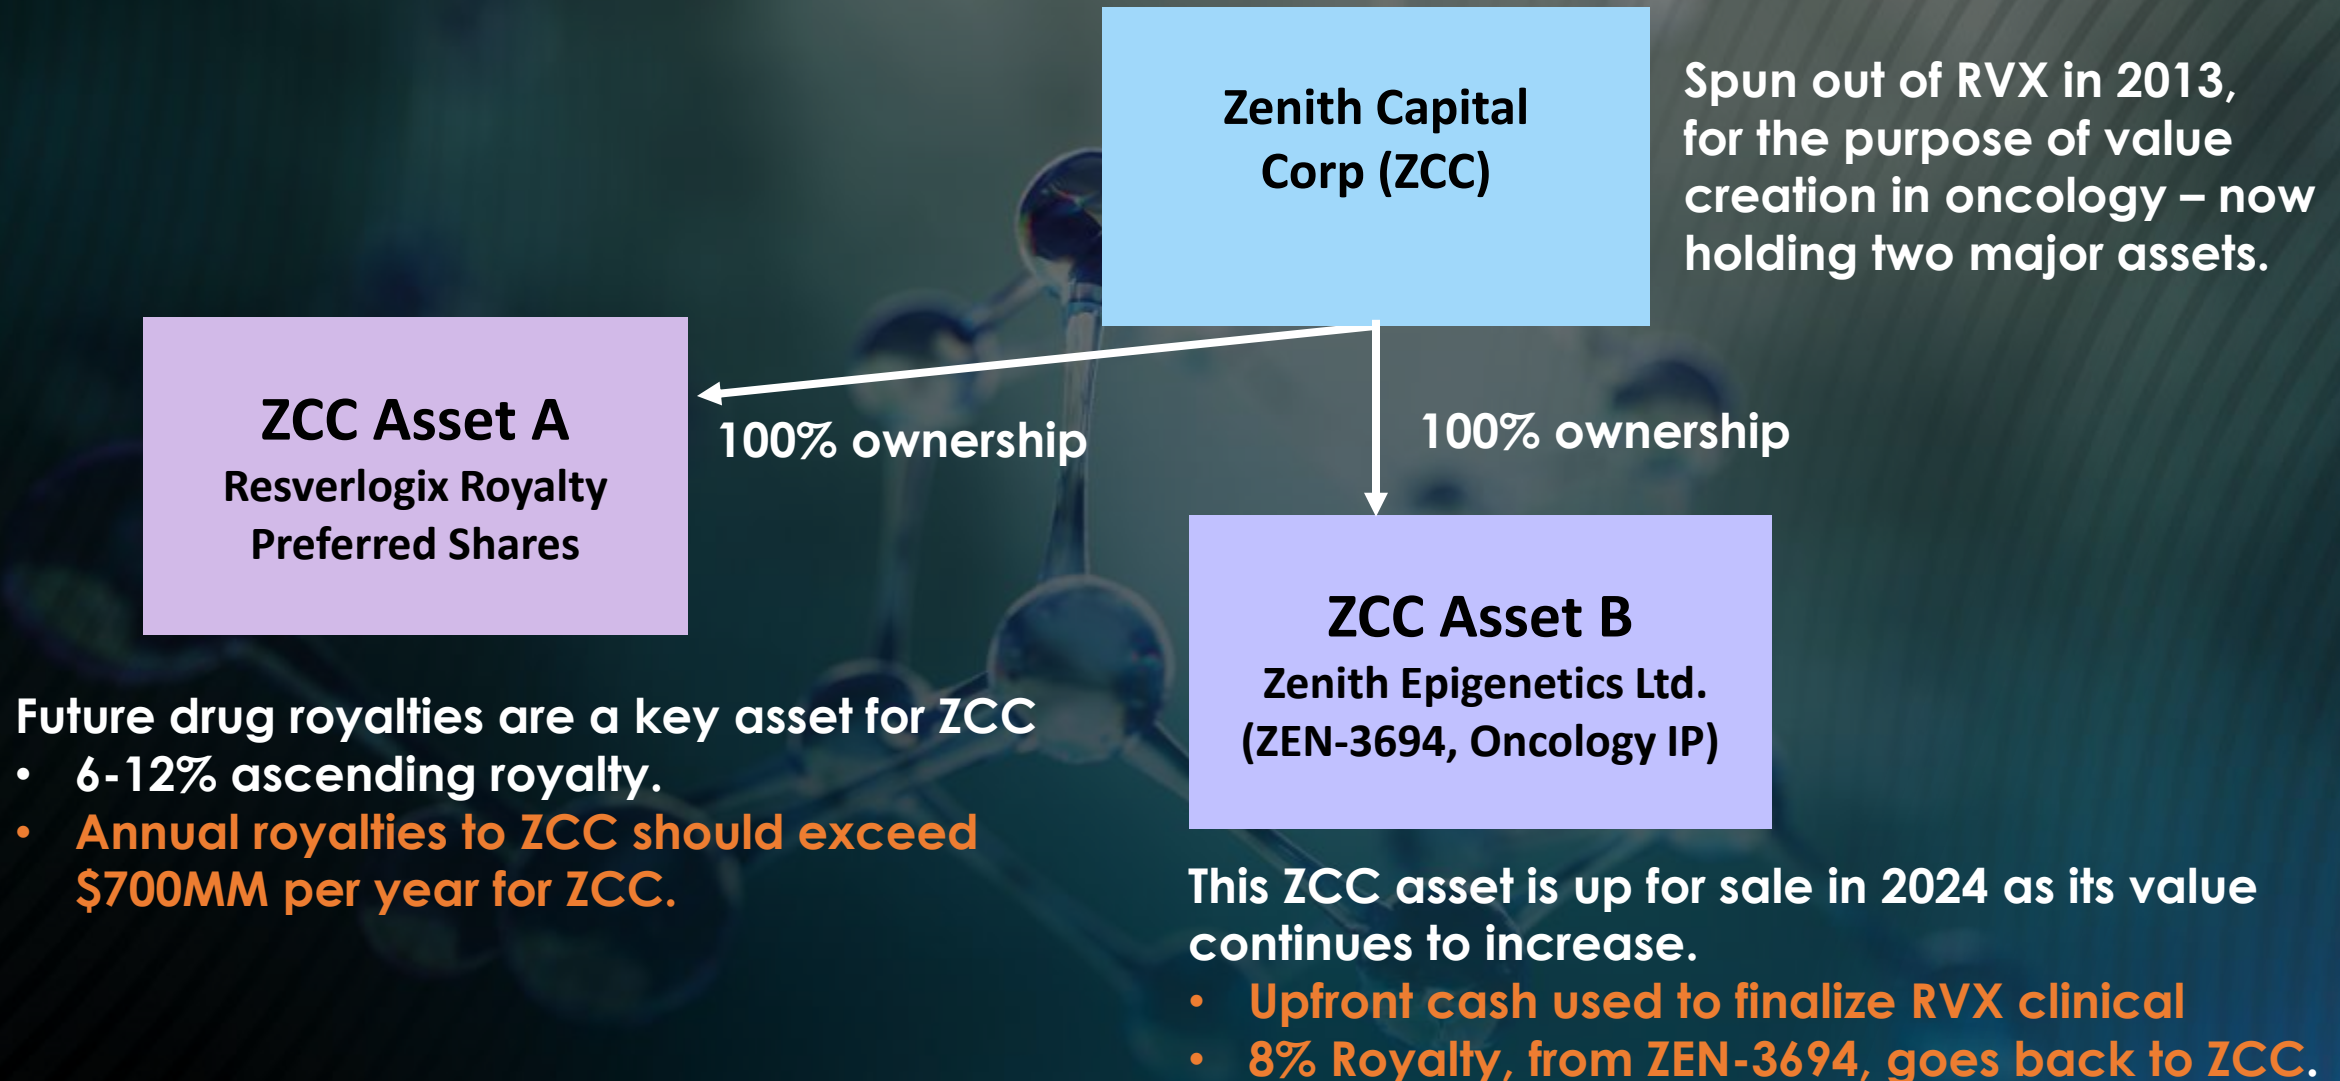 Zenith Capital
Corp (ZCC)
Spun out of RVX in 2013,
for the purpose of value
creation in oncology – now
holding two major assets.
ZCC Asset A
Resverlogix Royalty
Preferred Shares
100% ownership
100% ownership
ZCC Asset B
Zenith Epigenetics Ltd.
(ZEN-3694, Oncology IP)
Future drug royalties are a key asset for ZCC
• 6-12% ascending royalty.
• Annual royalties to ZCC should exceed
$700MM per year for ZCC.
This ZCC asset is up for sale in 2024 as its value
continues to increase.
• Upfront cash used to finalize RVX clinical
• 8% Royalty, from ZEN-3694, goes back to ZCC.